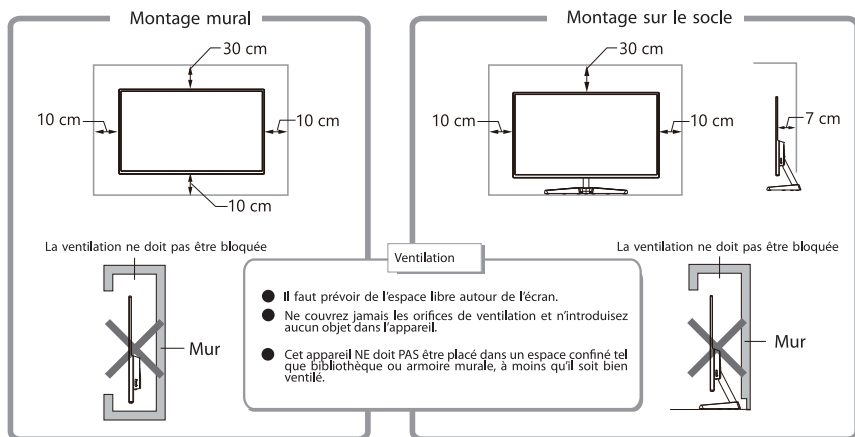 Montage mural
30 cm
10 cm
10 cm
10 cm
La ventilation ne doit pas être bloquée
Mur
Montage sur le socle
30 cm
10 cm
10 cm
7 cm
La ventilation ne doit pas être bloquée
Mur
Ventilation
● Il faut prévoir de l'espace libre autour de l'écran.
● Ne couvrez jamais les orifices de ventilation et n'introduisez
aucun objet dans l'appareil.
● Cet appareil NE doit PAS être placé dans un espace confiné tel
que bibliothèque ou armoire murale, à moins qu'il soit bien
ventilé.